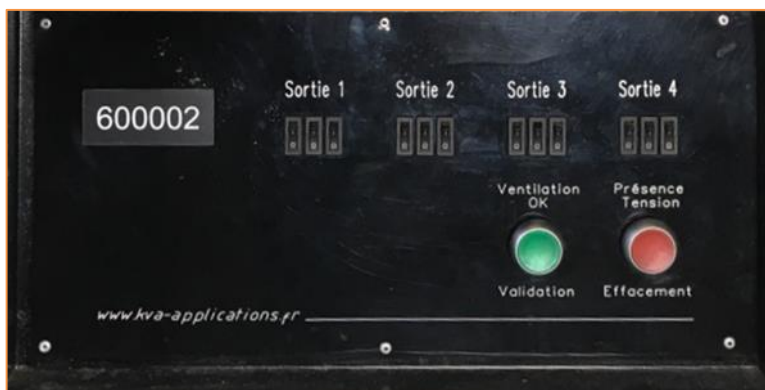 Sortie 1 Sortie 2 Sortie 3 Sortie 4
600002
Ventilation
OK
Présence
Tension
Validation
Effacement
www.kva-applications.fr